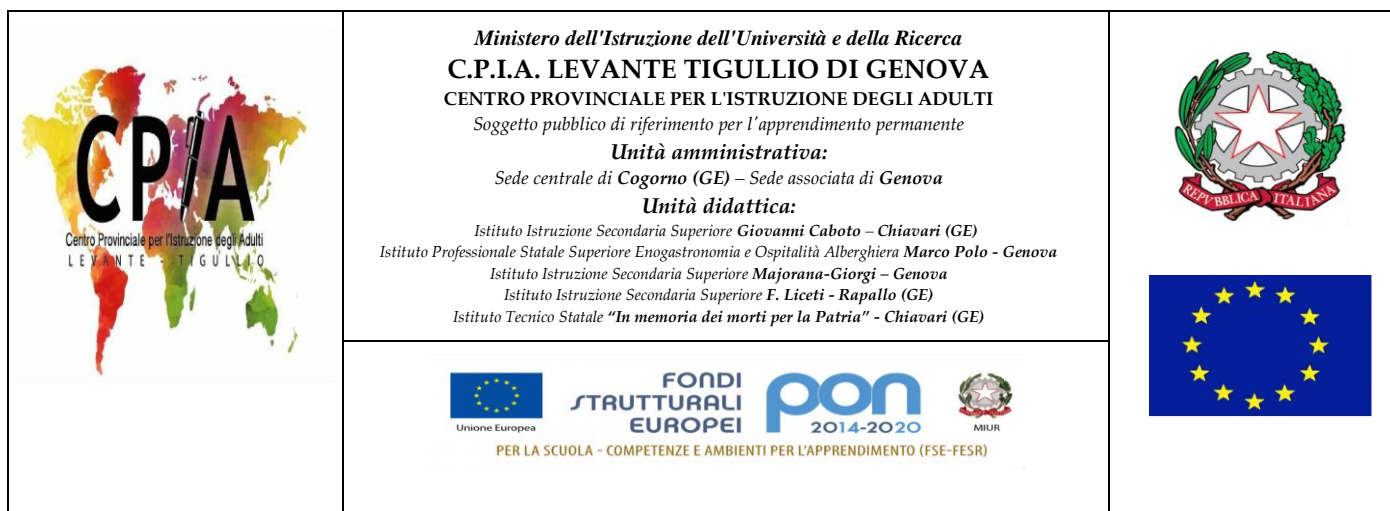 CPIA
Centro Provinciale per l'Istruzione degli Adulti
LEVANTE - TIGULLIO
Ministero dell'Istruzione dell'Università e della Ricerca
C.P.I.A. LEVANTE TIGULLIO DI GENOVA
CENTRO PROVINCIALE PER L'ISTRUZIONE DEGLI ADULTI
Soggetto pubblico di riferimento per l'apprendimento permanente
Unità amministrativa:
Sede centrale di Cogorno (GE) – Sede associata di Genova
Unità didattica:
Istituto Istruzione Secondaria Superiore Giovanni Caboto – Chiavari (GE)
Istituto Professionale Statale Superiore Enogastronomia e Ospitalità Alberghiera Marco Polo - Genova
Istituto Istruzione Secondaria Superiore Majorana-Giorgi – Genova
Istituto Istruzione Secondaria Superiore F. Liceti - Rapallo (GE)
Istituto Tecnico Statale “In memoria dei morti per la Patria” - Chiavari (GE)
Unione Europea
FONDI
STRUTTURALI
EUROPEI
pon
2014-2020
MIUR
PER LA SCUOLA - COMPETENZE E AMBIENTI PER L'APPRENDIMENTO (FSE-FESR)
REPVBBLICA ITALIANA